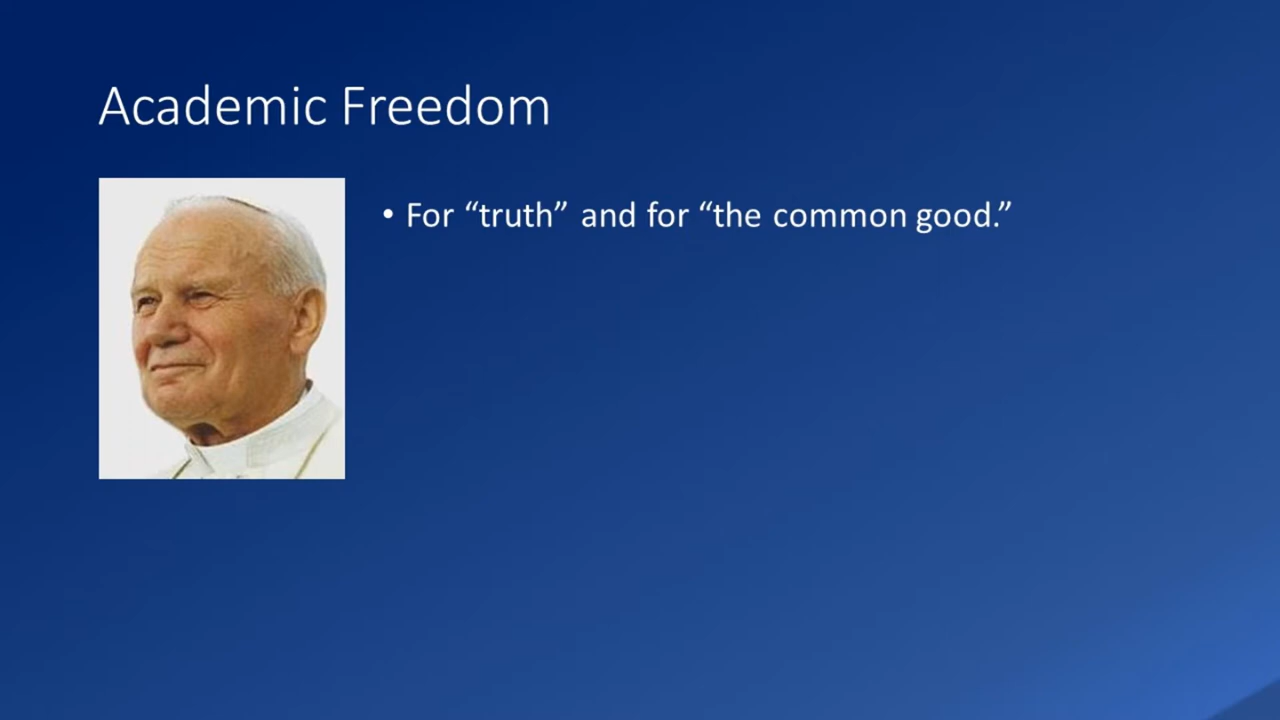 Academic Freedom
• For “truth” and for “the common good.”